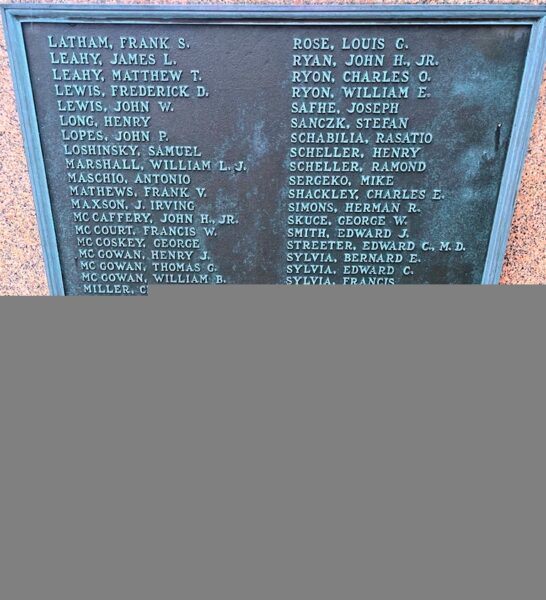 LATHAM, FRANK S.
LEAHY, JAMES L.
LEAHY, MATTHEW T.
LEWIS, FREDERICK D.
LEWIS, JOHN W.
LONG, HENRY
LOPES, JOHN P.
LOSHINSKY, SAMUEL
MARSHALL, WILLIAM L. J.
MASCHIO, ANTONIO
MATHEWS, FRANK V.
MAXSON, J. IRVING
MC CAFFERY, JOHN H., JR.
MC COURT, FRANCIS W.
MC COSKEY, GEORGE
MC GOWAN, HENRY J.
MC GOWAN, THOMAS G.
MC GOWAN, WILLIAM B.
MILLER,
ROSE, LOUIS G.
RYAN, JOHN H., JR.
RYON, CHARLES O.
RYON, WILLIAM E.
SAFHE, JOSEPH
SANCZK, STEFAN
SCHABILIA, RASATIO
SCHELLER, HENRY
SCHELLER, RAMOND
SERGEKO, MIKE
SHACKLEY, CHARLES E.
SIMONS, HERMAN R.
SKUCE, GEORGE W.
SMITH, EDWARD J.
STREETER, EDWARD C., M.D.
SYLVIA, BERNARD E.
SYLVIA, EDWARD C.
SYLVIA, FRANCIS